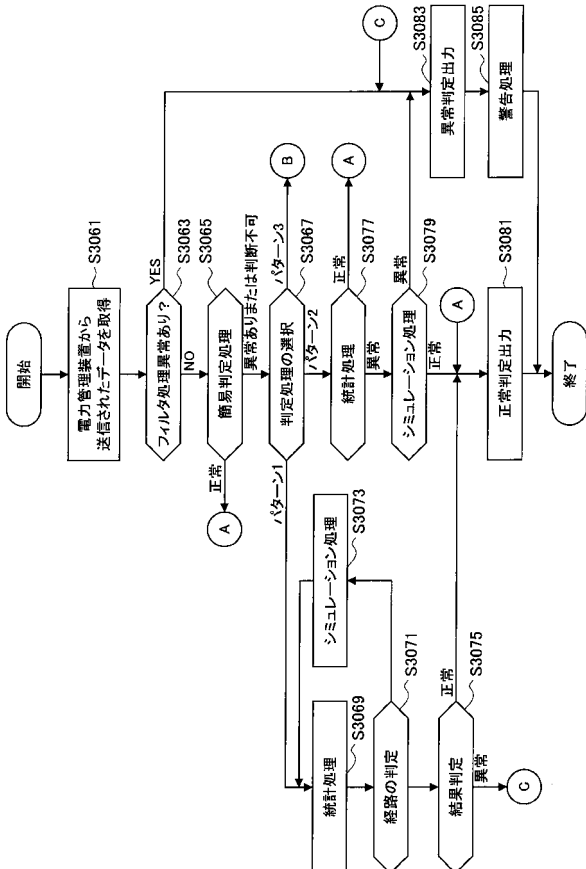 開始
電力管理装置から
送信されたデータを取得
S3061
フィルタ処理異常あり？
S3063
YES
NO
簡易判定処理
S3065
正常
A
異常ありまたは判断不可
判定処理の選択
S3067
パターン1
パターン2
パターン3
B
統計処理
S3069
経路の判定
S3071
シミュレーション処理
S3073
結果判定
S3075
正常
異常
C
統計処理
S3077
正常
A
異常
シミュレーション処理
S3079
異常
正常
A
正常判定出力
S3081
C
異常判定出力
S3083
警告処理
S3085
終了